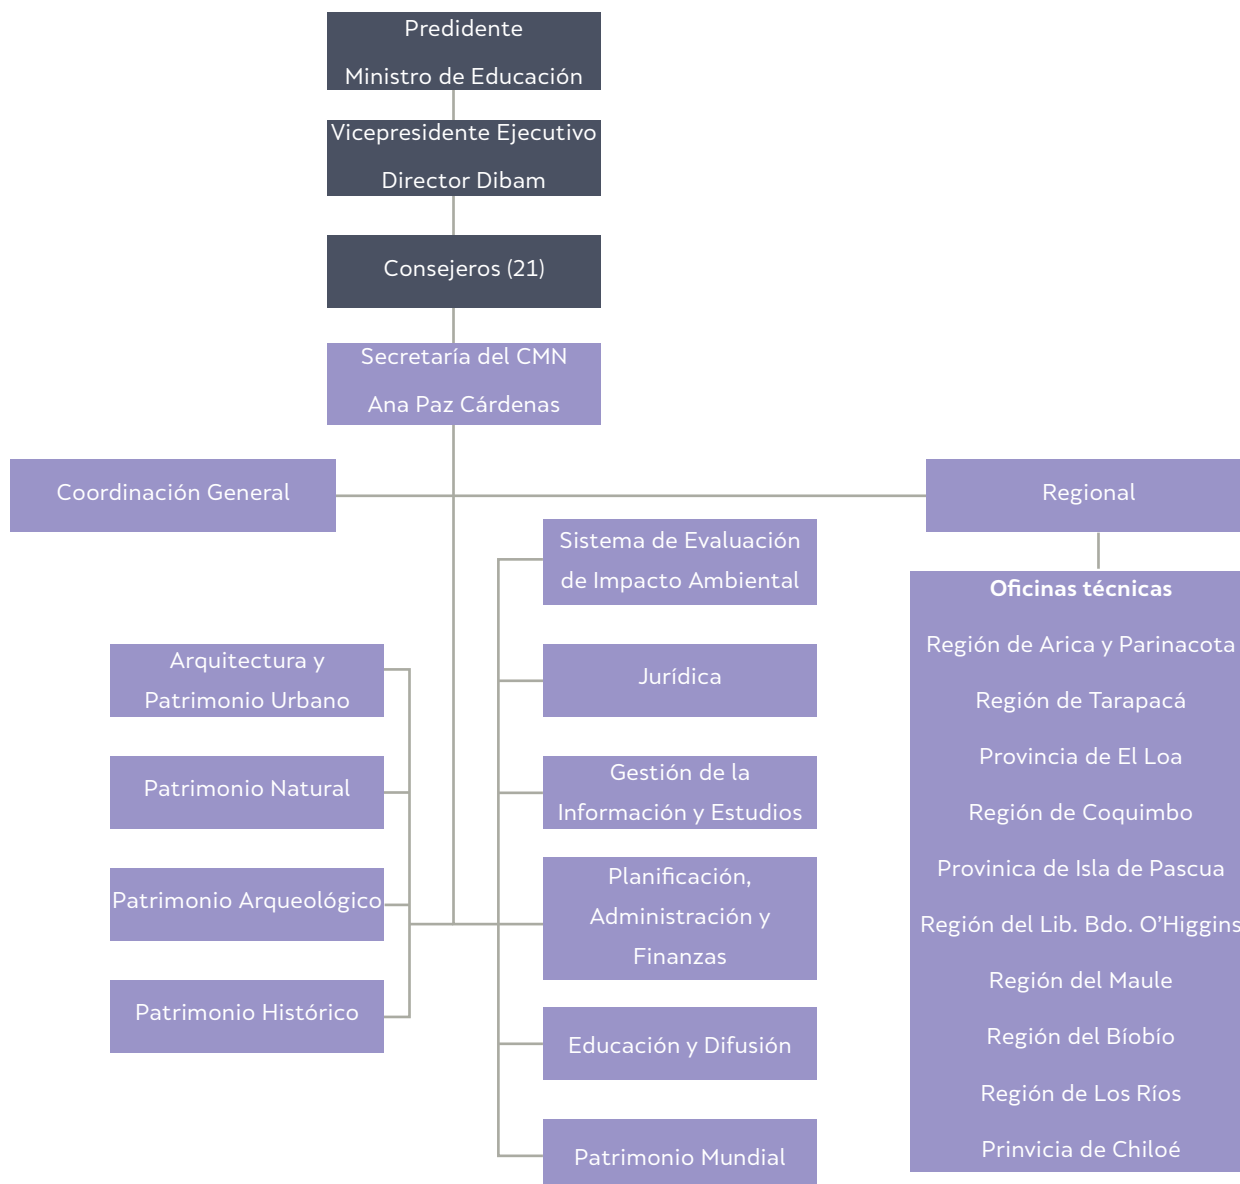 Predidente
Ministro de Educación
Vicepresidente Ejecutivo
Director Dibam
Consejeros (21)
Secretaría del CMN
Ana Paz Cárdenas
Coordinación General
Regional
Arquitectura y
Patrimonio Urbano
Patrimonio Natural
Patrimonio Arqueológico
Patrimonio Histórico
Sistema de Evaluación
de Impacto Ambiental
Jurídica
Gestión de la
Información y Estudios
Planificación,
Administración y
Finanzas
Educación y Difusión
Patrimonio Mundial
Oficinas técnicas
Región de Arica y Parinacota
Región de Tarapacá
Provincia de El Loa
Región de Coquimbo
Provinica de Isla de Pascua
Región del Lib. Bdo. O’Higgins
Región del Maule
Región del Bíobío
Región de Los Ríos
Prinvicia de Chiloé